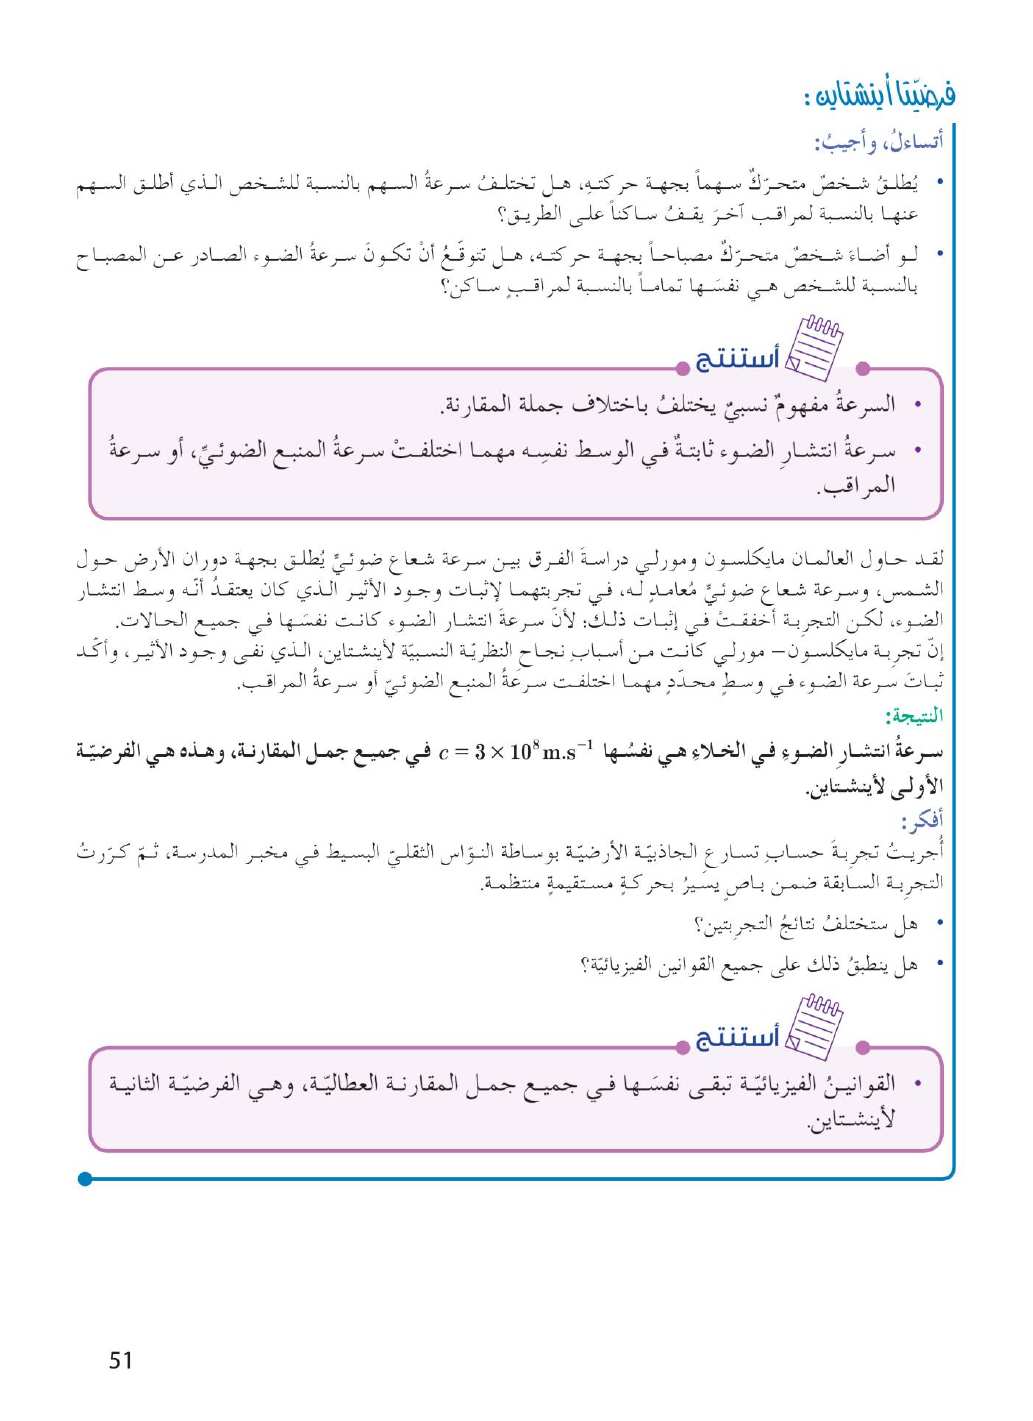 فرضيّتا أينشتاين :
أتساءلُ، وأجيبُ:
• يُطلقُ شخصٌ متحرّكٌ سهماً بجهة حركتهِ، هل تختلفُ سرعةُ السهم بالنسبة للشخص الذي أطلق السهم
عنها بالنسبة لمراقب آخرَ يقفُ ساكناً على الطريق؟
• لو أضاءَ شخصٌ متحركٌ مصباحاً بجهة حركته، هل تتوقّعُ أنْ تكونَ سرعةُ الضوء الصادر عن المصباح
بالنسبة للشخص هي نفسَها تماماً بالنسبة لمراقبٍ ساكن؟
أستنتج
• السرعةُ مفهومٌ نسبيٌ يختلفُ باختلاف جملة المقارنة.
• سرعةُ انتشارِ الضوء ثابتةٌ في الوسط نفسِه مهما اختلفتْ سرعةُ المنبع الضوئيِّ، أو سرعةُ
المراقب.
لقد حاول العالمان مايكلسون ومورلي دراسةَ الفرق بين سرعة شعاع ضوئيٍّ يُطلق بجهة دوران الأرض حول
الشمس، وسرعة شعاع ضوئيٍّ مُعامدٍ له، في تجربتهما لإثبات وجود الأثير الذي كان يعتقدُ أنّه وسط انتشار
الضوء، لكن التجربة أخفقتْ في إثبات ذلك؛ لأنّ سرعةَ انتشار الضوء كانت نفسَها في جميع الحالات.
إنّ تجربة مايكلسون– مورلي كانت من أسبابِ نجاح النظريّة النسبيّة لأينشتاين، الذي نفى وجود الأثير، وأكّد
ثباتَ سرعة الضوء في وسطٍ محدّدٍ مهما اختلفت سرعةُ المنبع الضوئيّ أو سرعةُ المراقب.
النتيجة:
سرعةُ انتشارِ الضوءِ في الخلاءِ هي نفسُها c = 3 × 10⁸ m.s⁻¹ في جميع جمل المقارنة، وهذه هي الفرضيّة
الأولى لأينشتاين.
أفكر:
أُجريتُ تجربةَ حسابِ تسارعِ الجاذبيّة الأرضيّة بوساطة النوّاس الثقليّ البسيط في مخبر المدرسة، ثمّ كرّرتُ
التجربة السابقة ضمن باصٍ يسيرُ بحركةٍ مستقيمةٍ منتظمة.
• هل ستختلفُ نتائجُ التجربتين؟
• هل ينطبقُ ذلك على جميع القوانين الفيزيائيّة؟
أستنتج
• القوانينُ الفيزيائيّة تبقى نفسَها في جميع جمل المقارنة العطاليّة، وهي الفرضيّة الثانية
لأينشتاين.
51